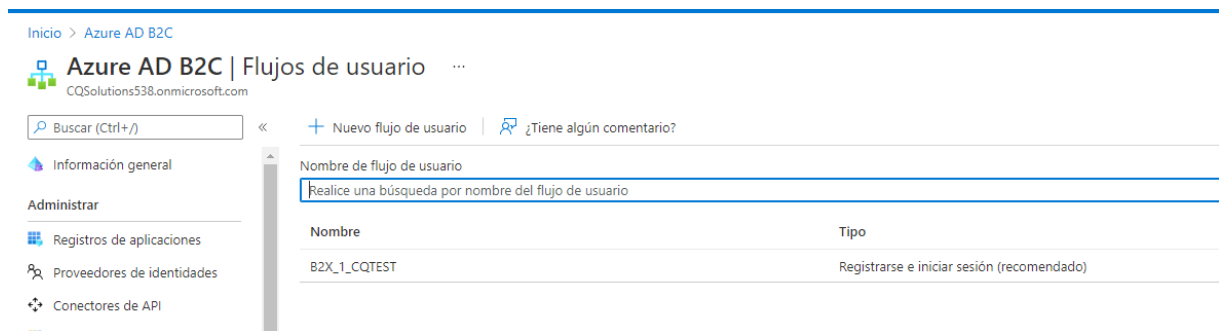 Inicio > Azure AD B2C
Azure AD B2C | Flujos de usuario ...
CQSolutions538.onmicrosoft.com
Buscar (Ctrl+/) «
+ Nuevo flujo de usuario | ¿Tiene algún comentario?
Información general
Nombre de flujo de usuario
Realice una búsqueda por nombre del flujo de usuario
Administrar
Nombre Tipo
Registros de aplicaciones
B2X_1_CQTEST Registrarse e iniciar sesión (recomendado)
Proveedores de identidades
Conectores de API